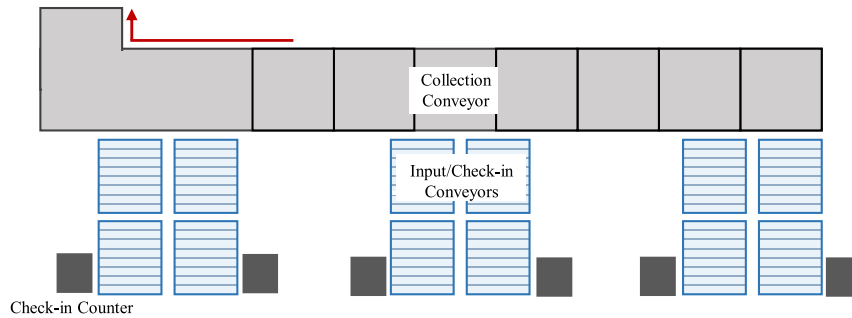 Collection
Conveyor
Input/Check-in
Conveyors
Check-in Counter